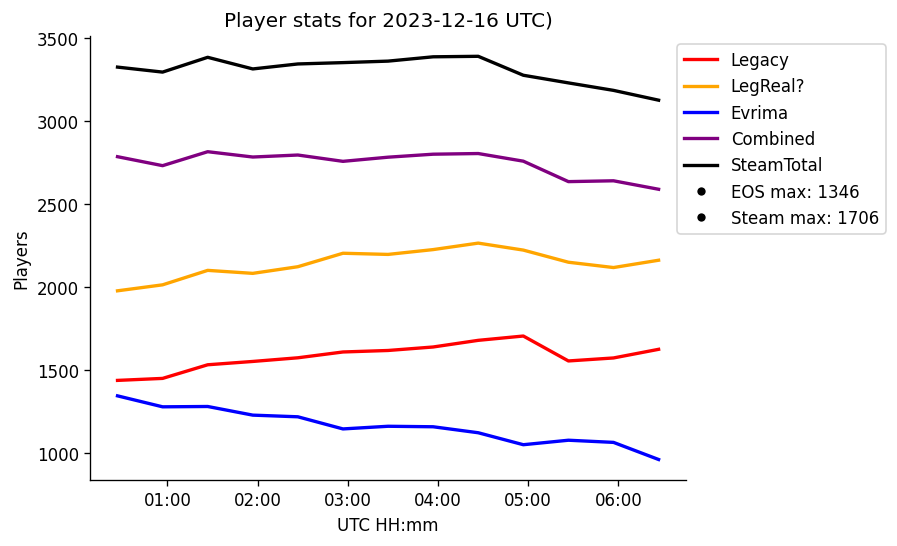 Player stats for 2023-12-16 UTC)
3500
3000
2500
2000
1500
1000
Players
01:00 02:00 03:00 04:00 05:00 06:00
UTC HH:mm
Legacy
LegReal?
Evrima
Combined
SteamTotal
EOS max: 1346
Steam max: 1706